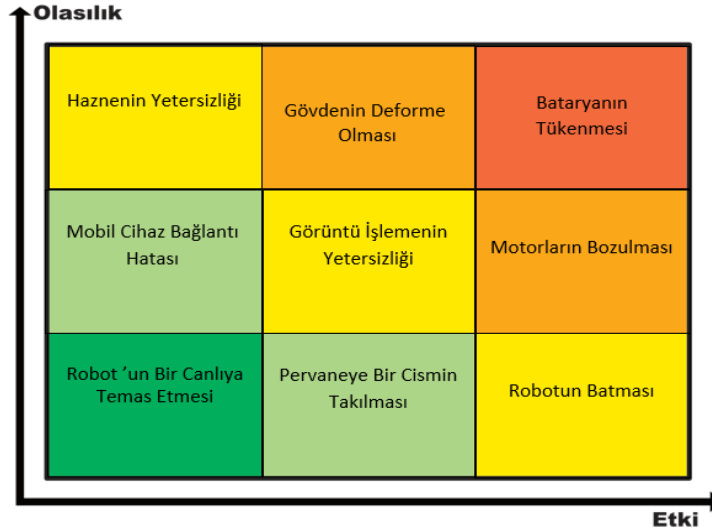 Olasılık
Haznenin Yetersizliği
Gövdenin Deforme
Olması
Bataryanın
Tükenmesi
Mobil Cihaz Bağlantı
Hatası
Görüntü İşlemenin
Yetersizliği
Motorların Bozulması
Robot ’un Bir Canlıya
Temas Etmesi
Pervaneye Bir Cismin
Takılması
Robotun Batması
Etki